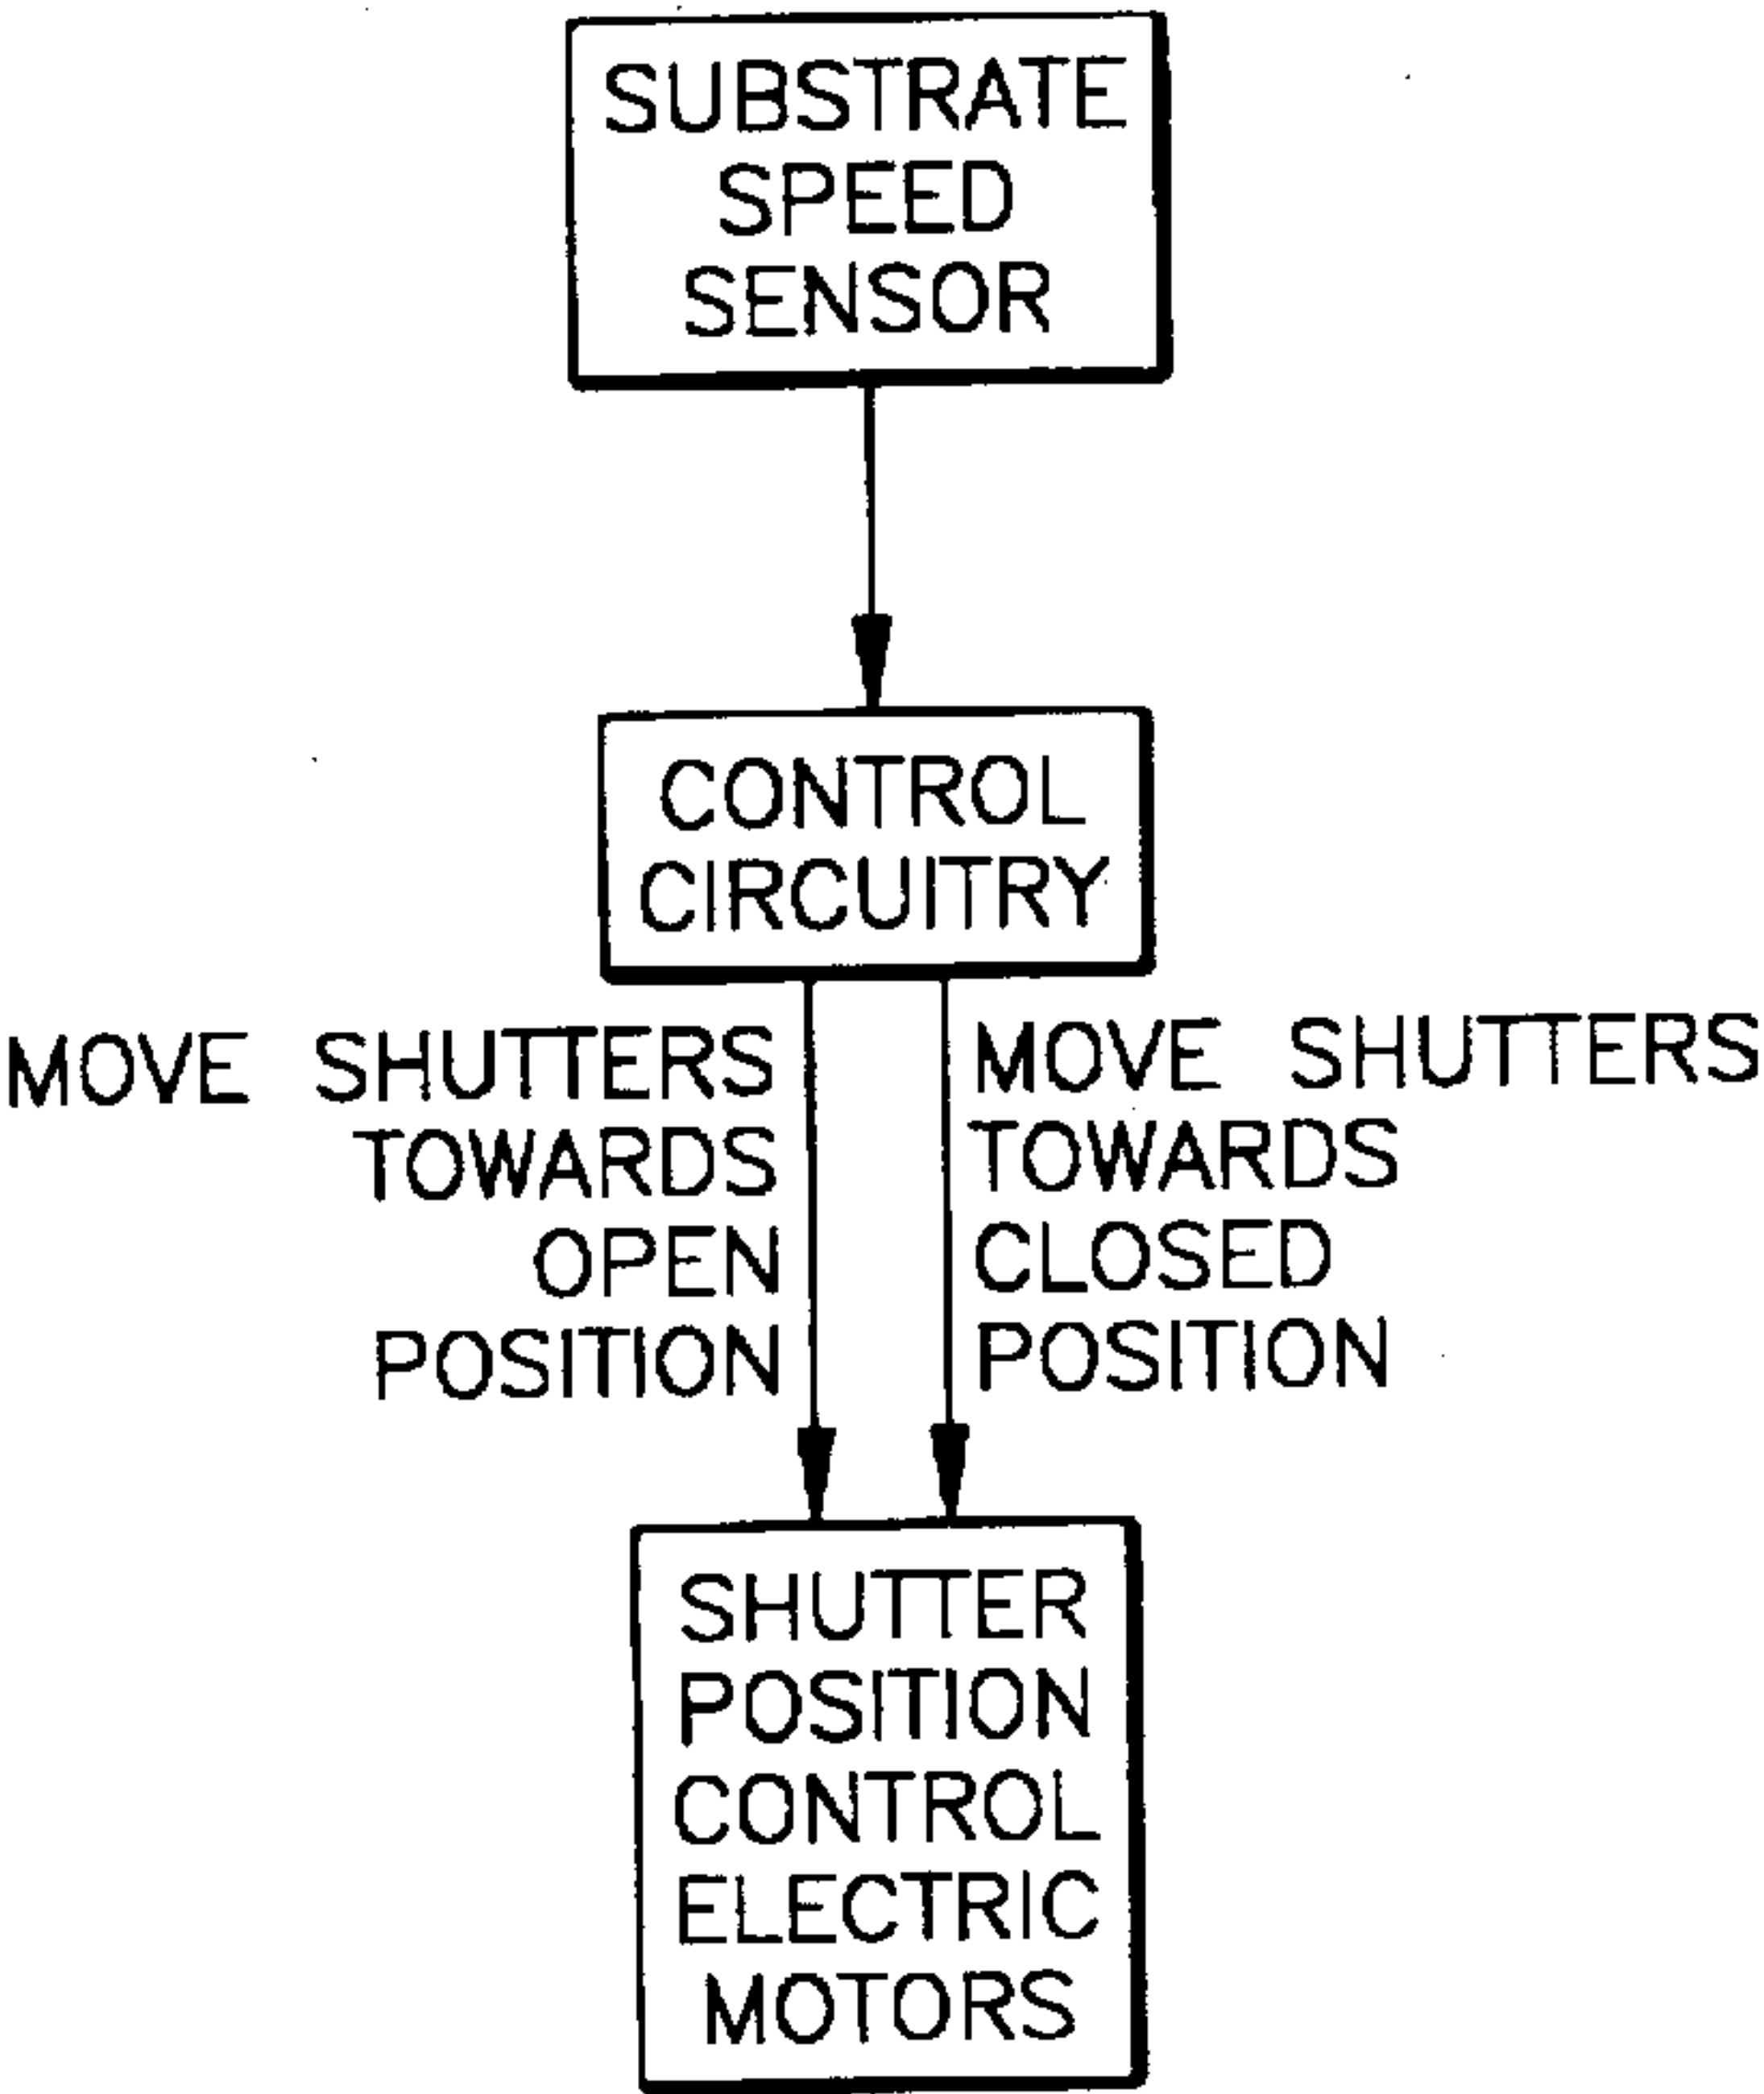 SUBSTRATE
SPEED
SENSOR
CONTROL
CIRCUITRY
MOVE SHUTTERS
TOWARDS
OPEN
POSITION
MOVE SHUTTERS
TOWARDS
CLOSED
POSITION
SHUTTER
POSITION
CONTROL
ELECTRIC
MOTORS